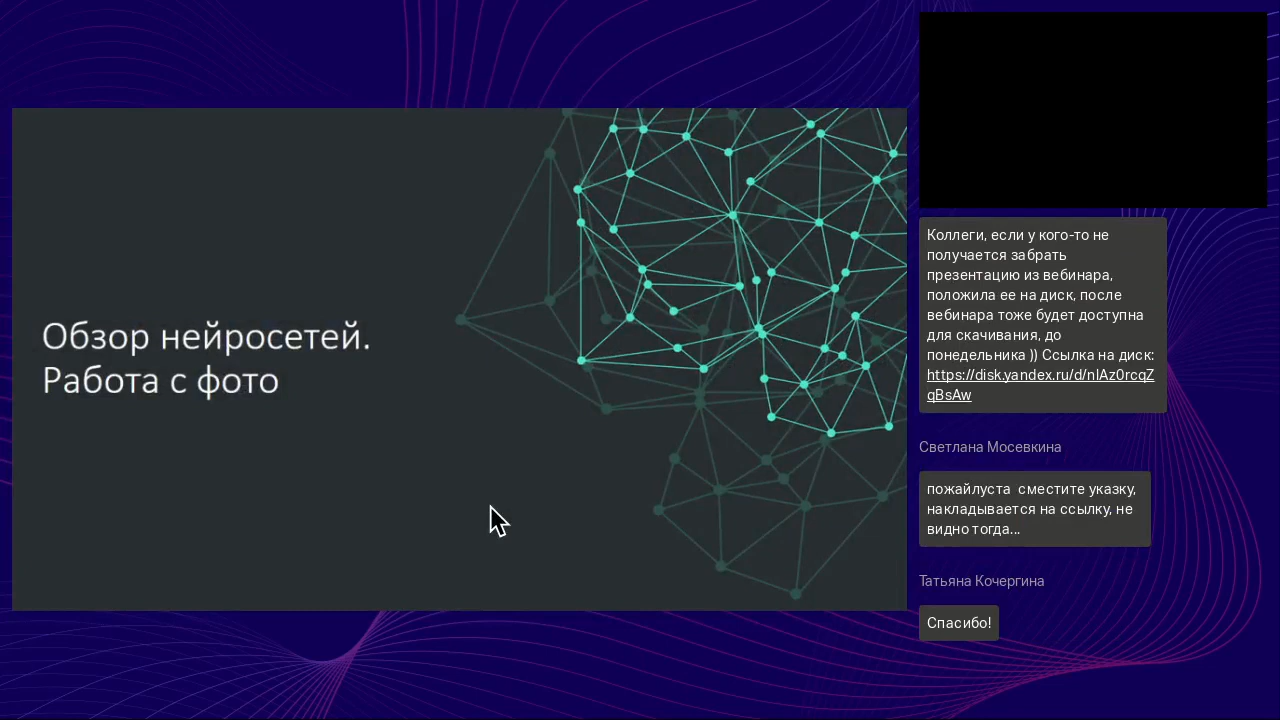 Обзор нейросетей.
Работа с фото
Коллеги, если у кого-то не
получается забрать
презентацию из вебинара,
положила ее на диск, после
вебинара тоже будет доступна
для скачивания, до
понедельника )) Ссылка на диск:
https://disk.yandex.ru/d/nIAz0rcqZ
qBsAw
Светлана Мосевкина
пожайлуста  сместите указку,
накладывается на ссылку, не
видно тогда...
Татьяна Кочергина
Спасибо!